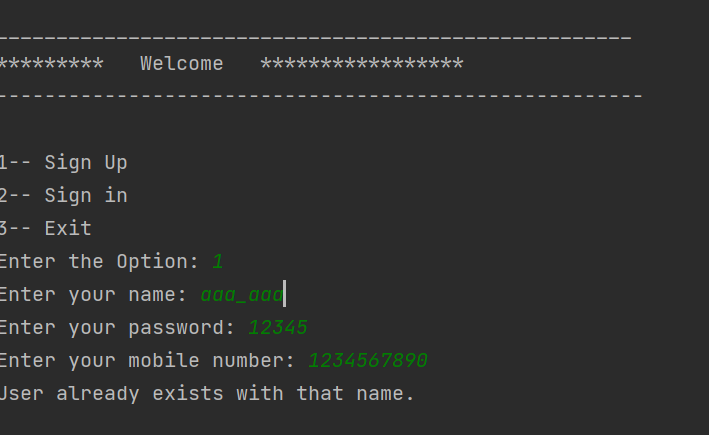 -----------------------------------------------------
*********   Welcome   *****************
------------------------------------------------------
1-- Sign Up
2-- Sign in
3-- Exit
Enter the Option: 1
Enter your name: aaa_aaa
Enter your password: 12345
Enter your mobile number: 1234567890
User already exists with that name.